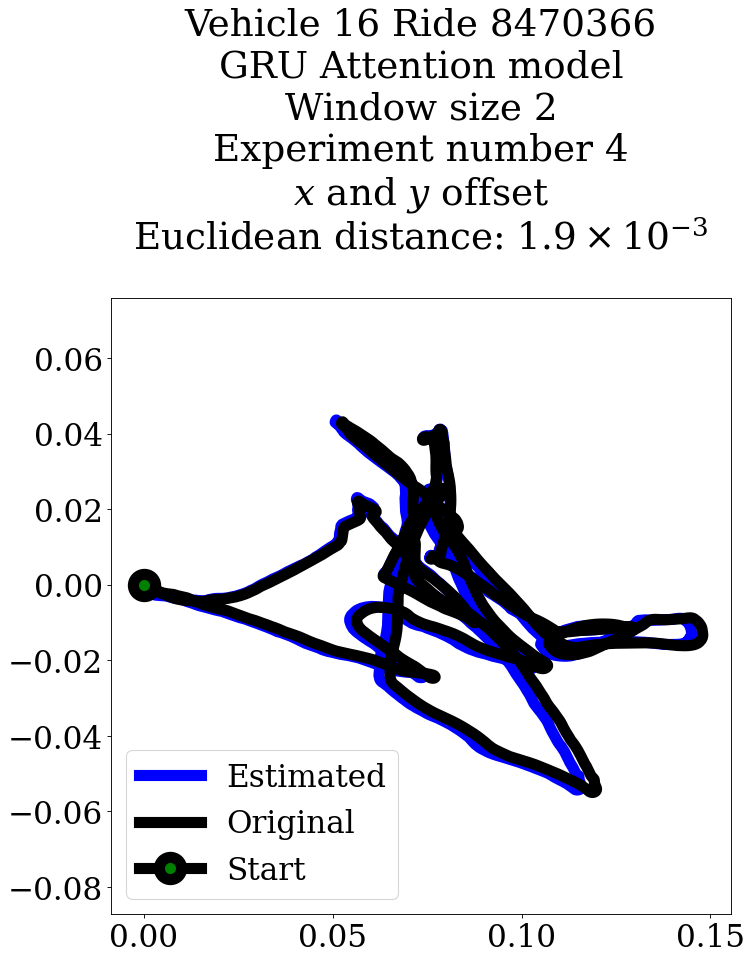 Vehicle 16 Ride 8470366
GRU Attention model
Window size 2
Experiment number 4
x and y offset
Euclidean distance: 1.9 × 10⁻³
0.06
0.04
0.02
0.00
−0.02
−0.04
−0.06
−0.08
Estimated
Original
Start
0.00 0.05 0.10 0.15